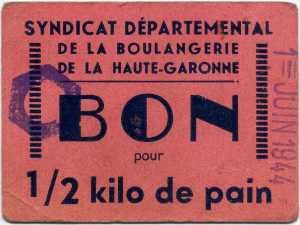 SYNDICAT DÉPARTEMENTAL
DE LA BOULANGERIE
DE LA HAUTE-GARONNE
BON
pour
1/2 kilo de pain
1er JUIN 1944